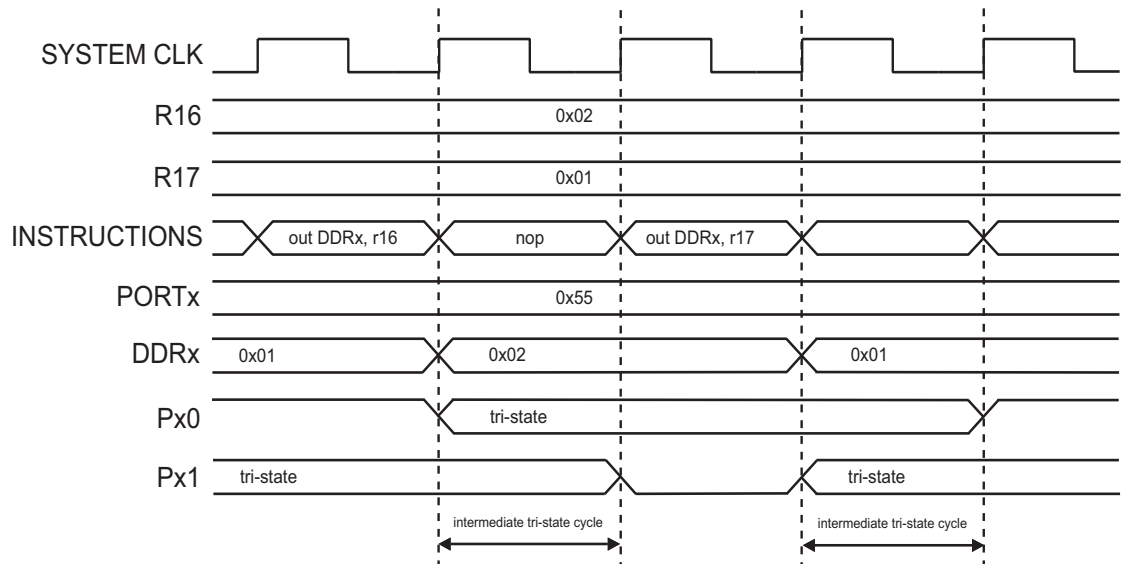 SYSTEM CLK
R16 0x02
R17 0x01
INSTRUCTIONS out DDRx, r16 nop out DDRx, r17
PORTx 0x55
DDRx 0x01 0x02 0x01
Px0 tri-state
Px1 tri-state tri-state
intermediate tri-state cycle intermediate tri-state cycle